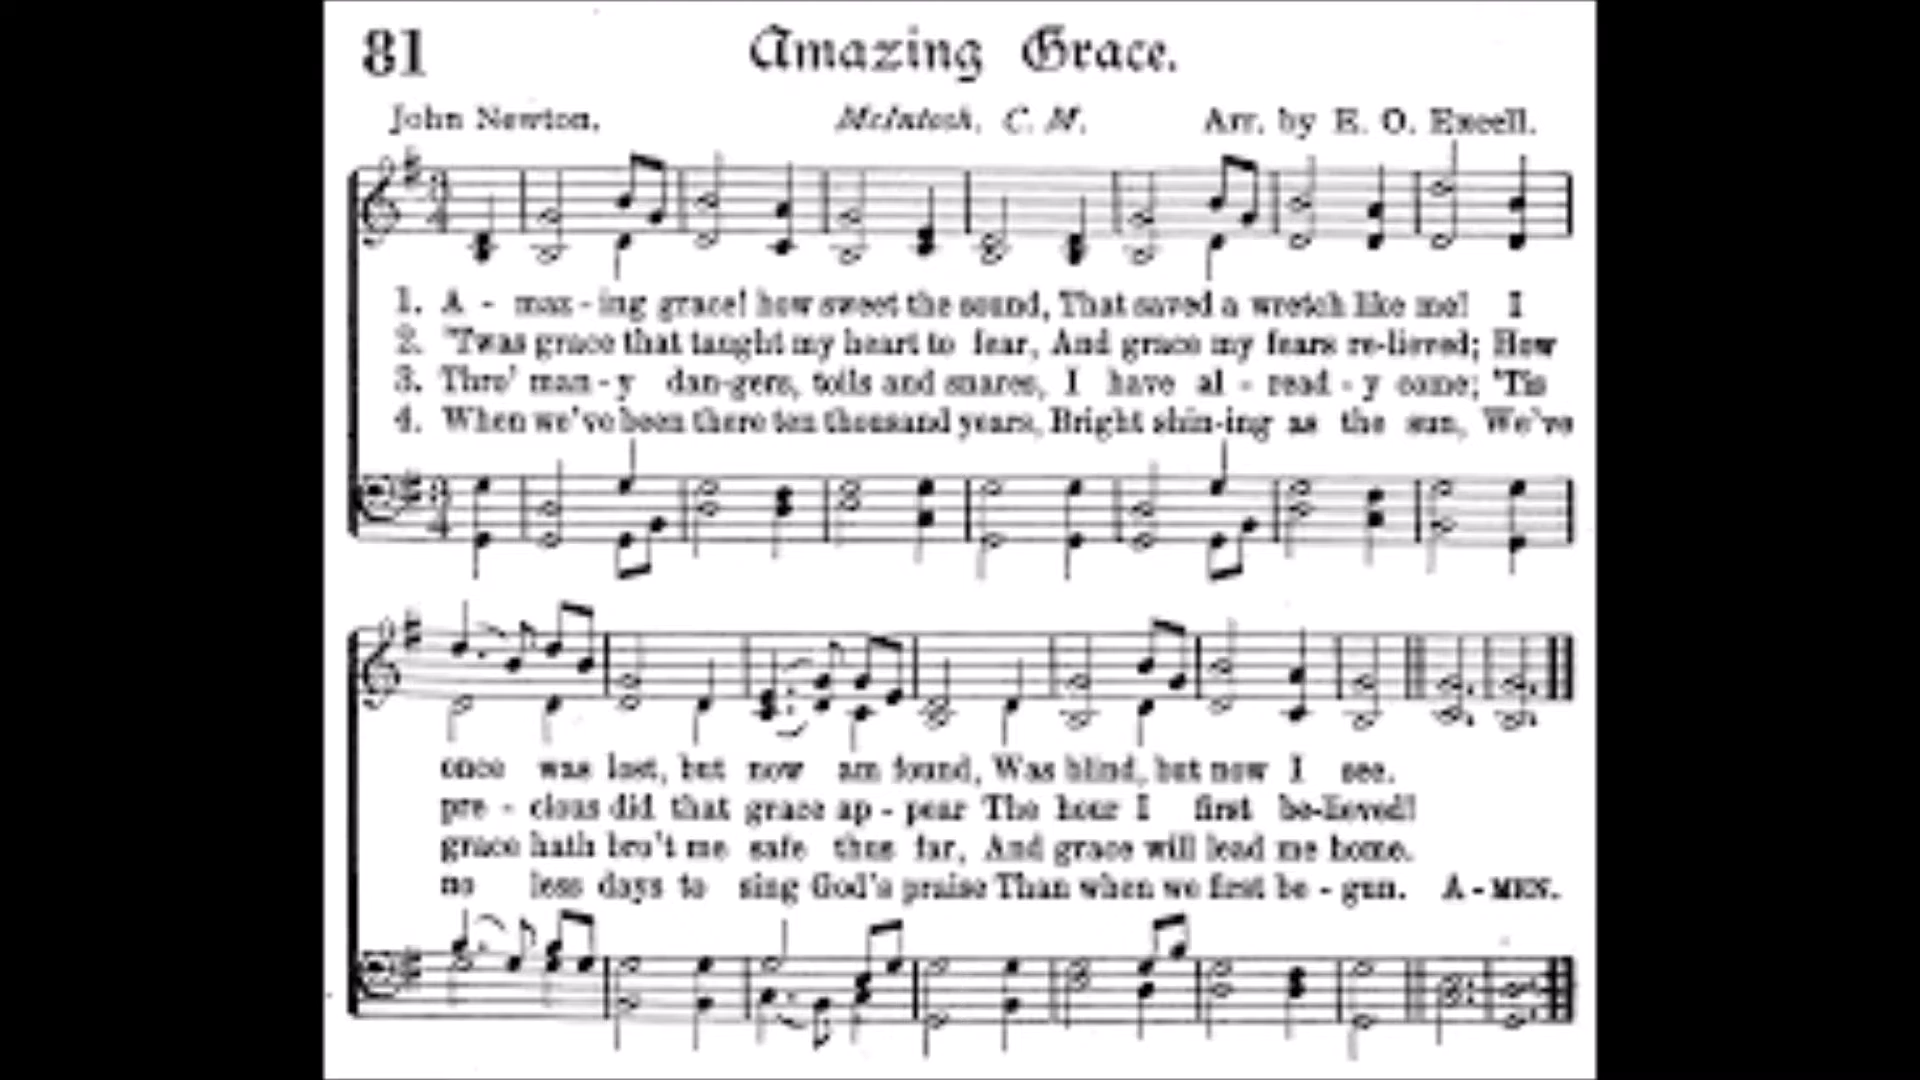 81
Amazing Grace.
John Newton. McIntosh. C. M. Arr. by E. O. Excell.
3
4
1. A - maz - ing grace! how sweet the sound, That saved a wretch like me! I
2. 'Twas grace that taught my heart to fear, And grace my fears re-lieved; How
3. Thro' man - y dan-gers, toils and snares, I have al - read - y come; 'Tis
4. When we've been there ten thousand years, Bright shin-ing as the sun, We've
3
4
once was lost, but now am found, Was blind, but now I see.
pre - cious did that grace ap - pear The hour I first be-lieved!
grace hath bro't me safe thus far, And grace will lead me home.
no less days to sing God's praise Than when we first be - gun. A - MEN.